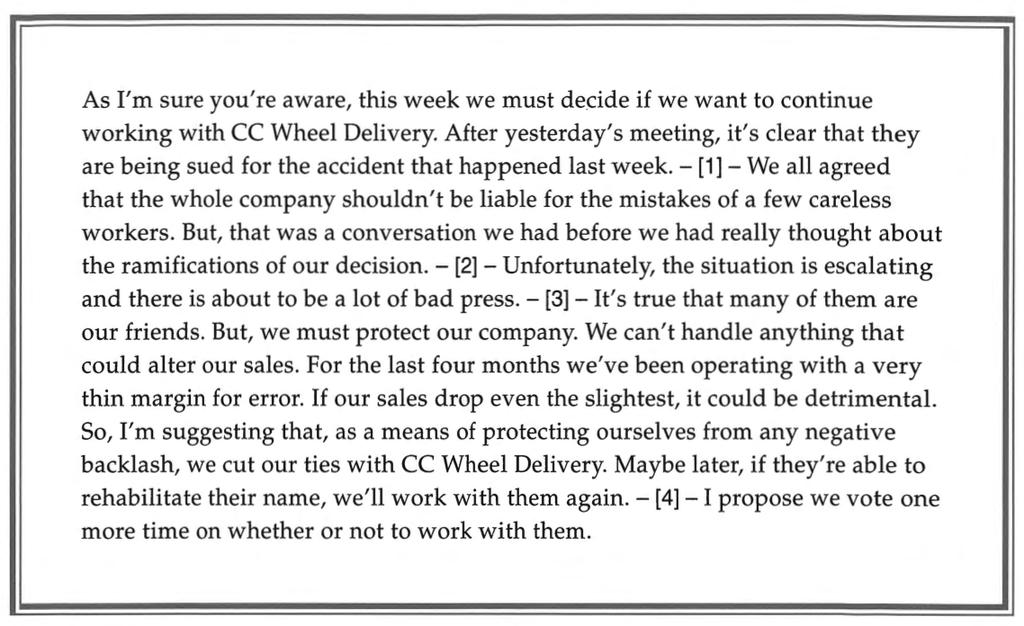 As I'm sure you're aware, this week we must decide if we want to continue
working with CC Wheel Delivery. After yesterday's meeting, it's clear that they
are being sued for the accident that happened last week. – [1] – We all agreed
that the whole company shouldn't be liable for the mistakes of a few careless
workers. But, that was a conversation we had before we had really thought about
the ramifications of our decision. – [2] – Unfortunately, the situation is escalating
and there is about to be a lot of bad press. – [3] – It's true that many of them are
our friends. But, we must protect our company. We can't handle anything that
could alter our sales. For the last four months we've been operating with a very
thin margin for error. If our sales drop even the slightest, it could be detrimental.
So, I'm suggesting that, as a means of protecting ourselves from any negative
backlash, we cut our ties with CC Wheel Delivery. Maybe later, if they're able to
rehabilitate their name, we'll work with them again. – [4] – I propose we vote one
more time on whether or not to work with them.